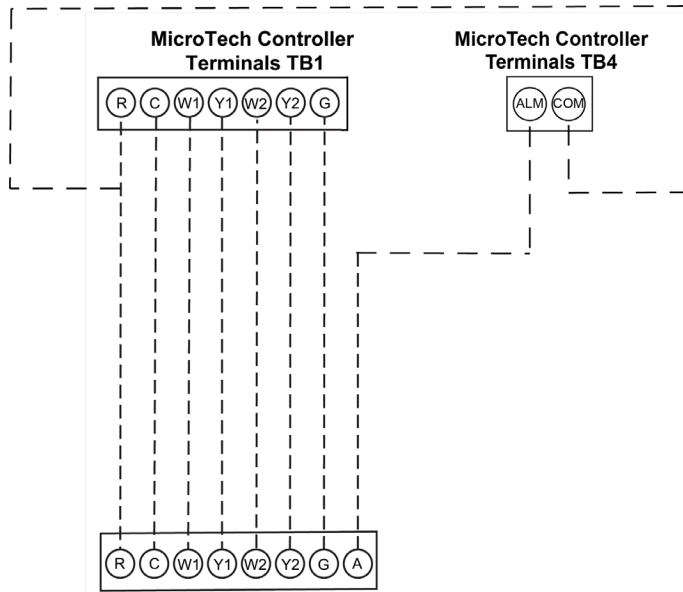 MicroTech Controller
Terminals TB1
MicroTech Controller
Terminals TB4
R C W1 Y1 W2 Y2 G
ALM COM
R C W1 Y1 W2 Y2 G A